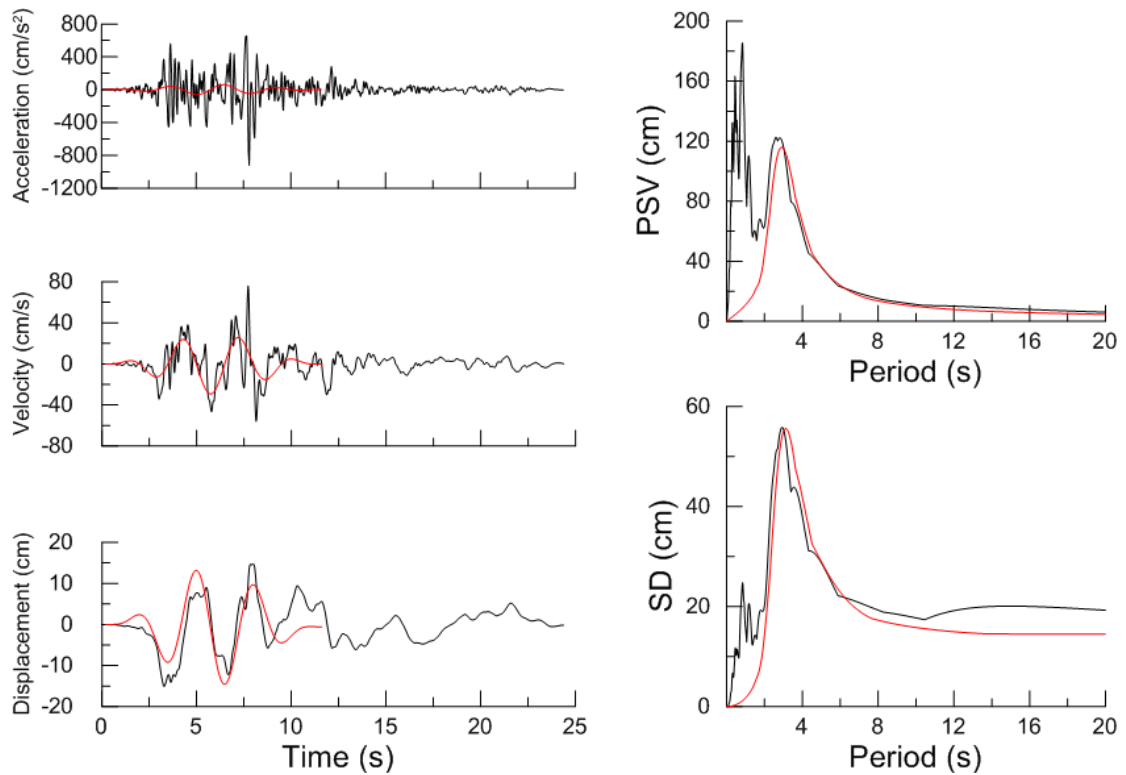 Acceleration (cm/s²)
800
400
0
-400
-800
-1200
Velocity (cm/s)
80
40
0
-40
-80
Displacement (cm)
20
10
0
-10
-20
0 5 10 15 20 25
Time (s)
PSV (cm)
200
160
120
80
40
0
0 4 8 12 16 20
Period (s)
SD (cm)
60
40
20
0
0 4 8 12 16 20
Period (s)